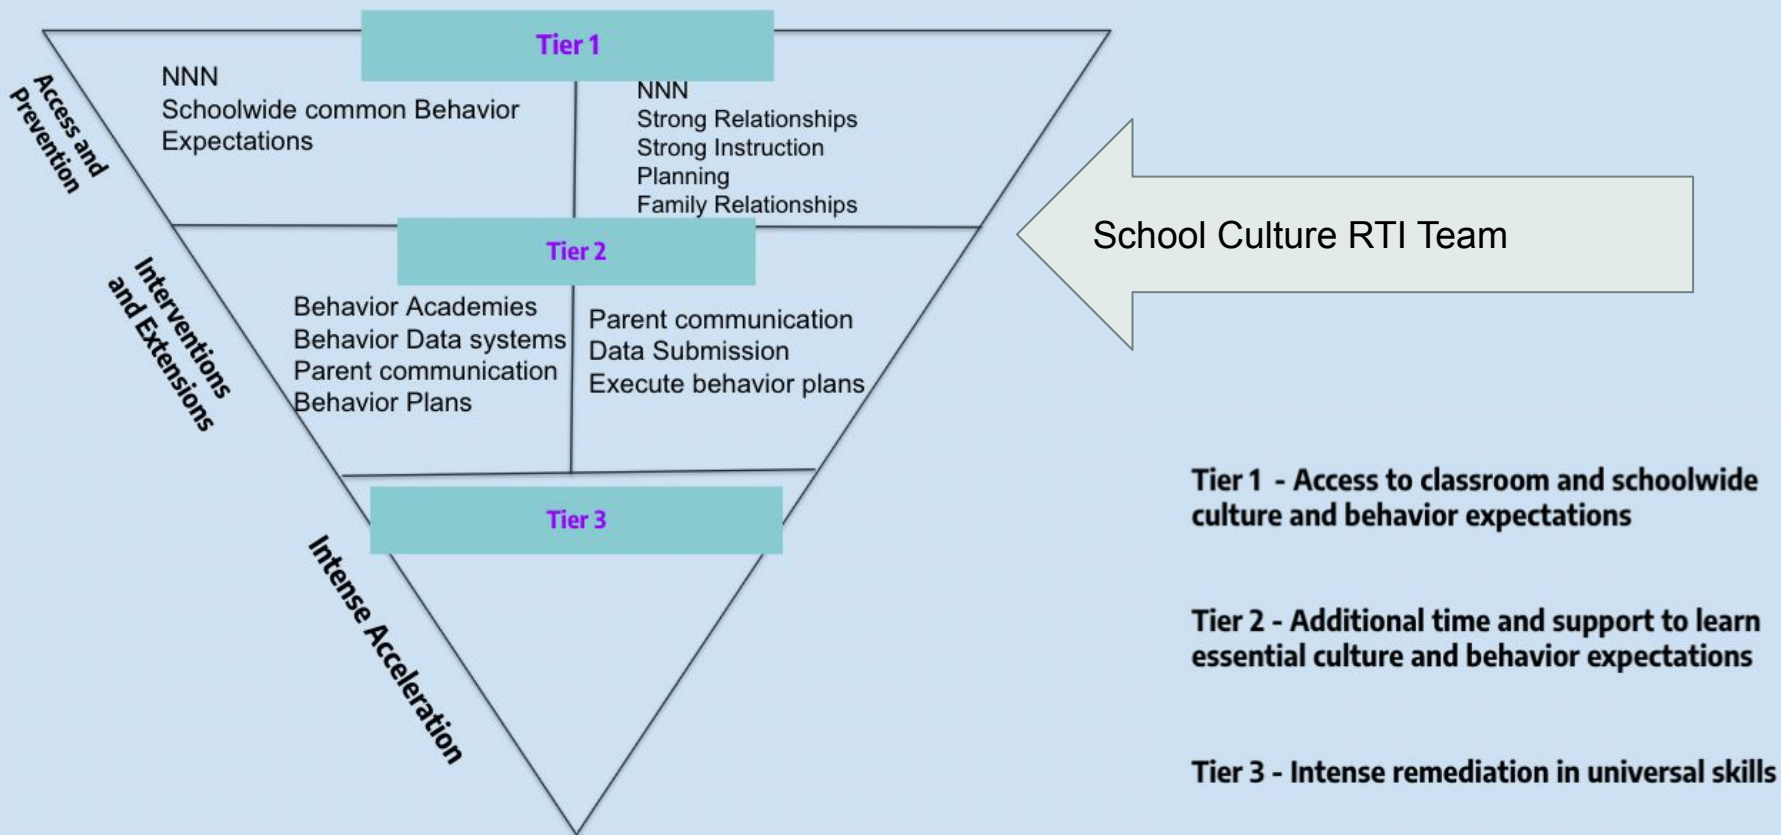 Tier 1
Access and
Prevention
NNN
Schoolwide common Behavior
Expectations
NNN
Strong Relationships
Strong Instruction
Planning
Family Relationships
School Culture RTI Team
Tier 2
Interventions
and Extensions
Behavior Academies
Behavior Data systems
Parent communication
Behavior Plans
Parent communication
Data Submission
Execute behavior plans
Tier 3
Intense Acceleration
Tier 1 - Access to classroom and schoolwide
culture and behavior expectations
Tier 2 - Additional time and support to learn
essential culture and behavior expectations
Tier 3 - Intense remediation in universal skills